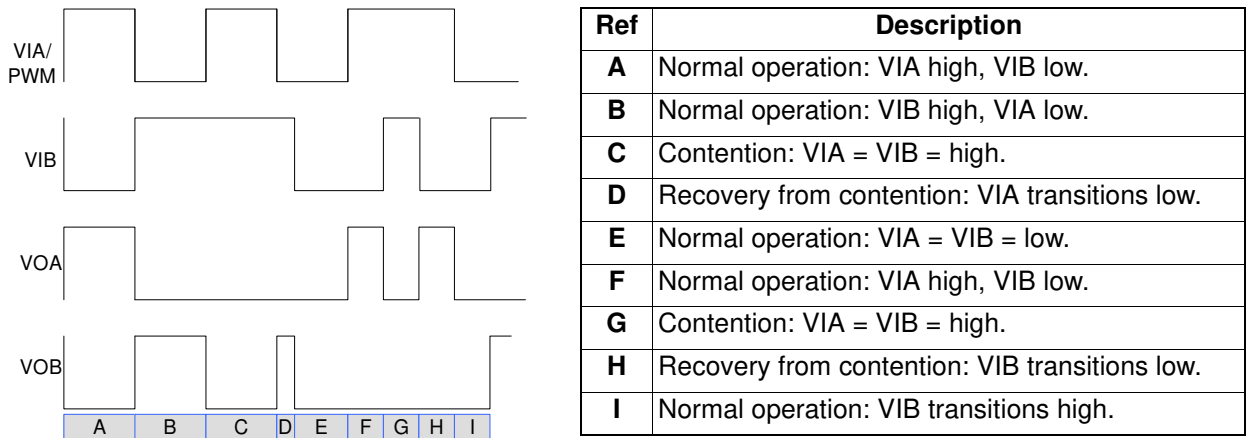 VIA/
PWM
VIB
VOA
VOB
A B C D E F G H I
Ref Description
A Normal operation: VIA high, VIB low.
B Normal operation: VIB high, VIA low.
C Contention: VIA = VIB = high.
D Recovery from contention: VIA transitions low.
E Normal operation: VIA = VIB = low.
F Normal operation: VIA high, VIB low.
G Contention: VIA = VIB = high.
H Recovery from contention: VIB transitions low.
I Normal operation: VIB transitions high.